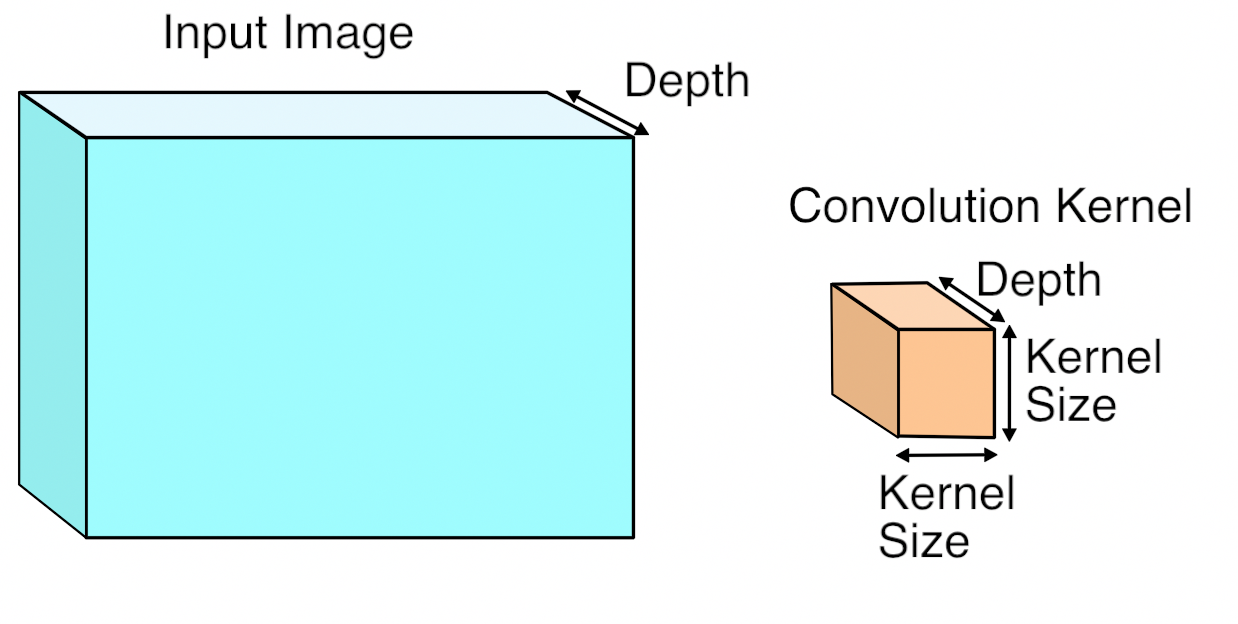 Input Image
Depth
Convolution Kernel
Depth
Kernel
Size
Kernel
Size